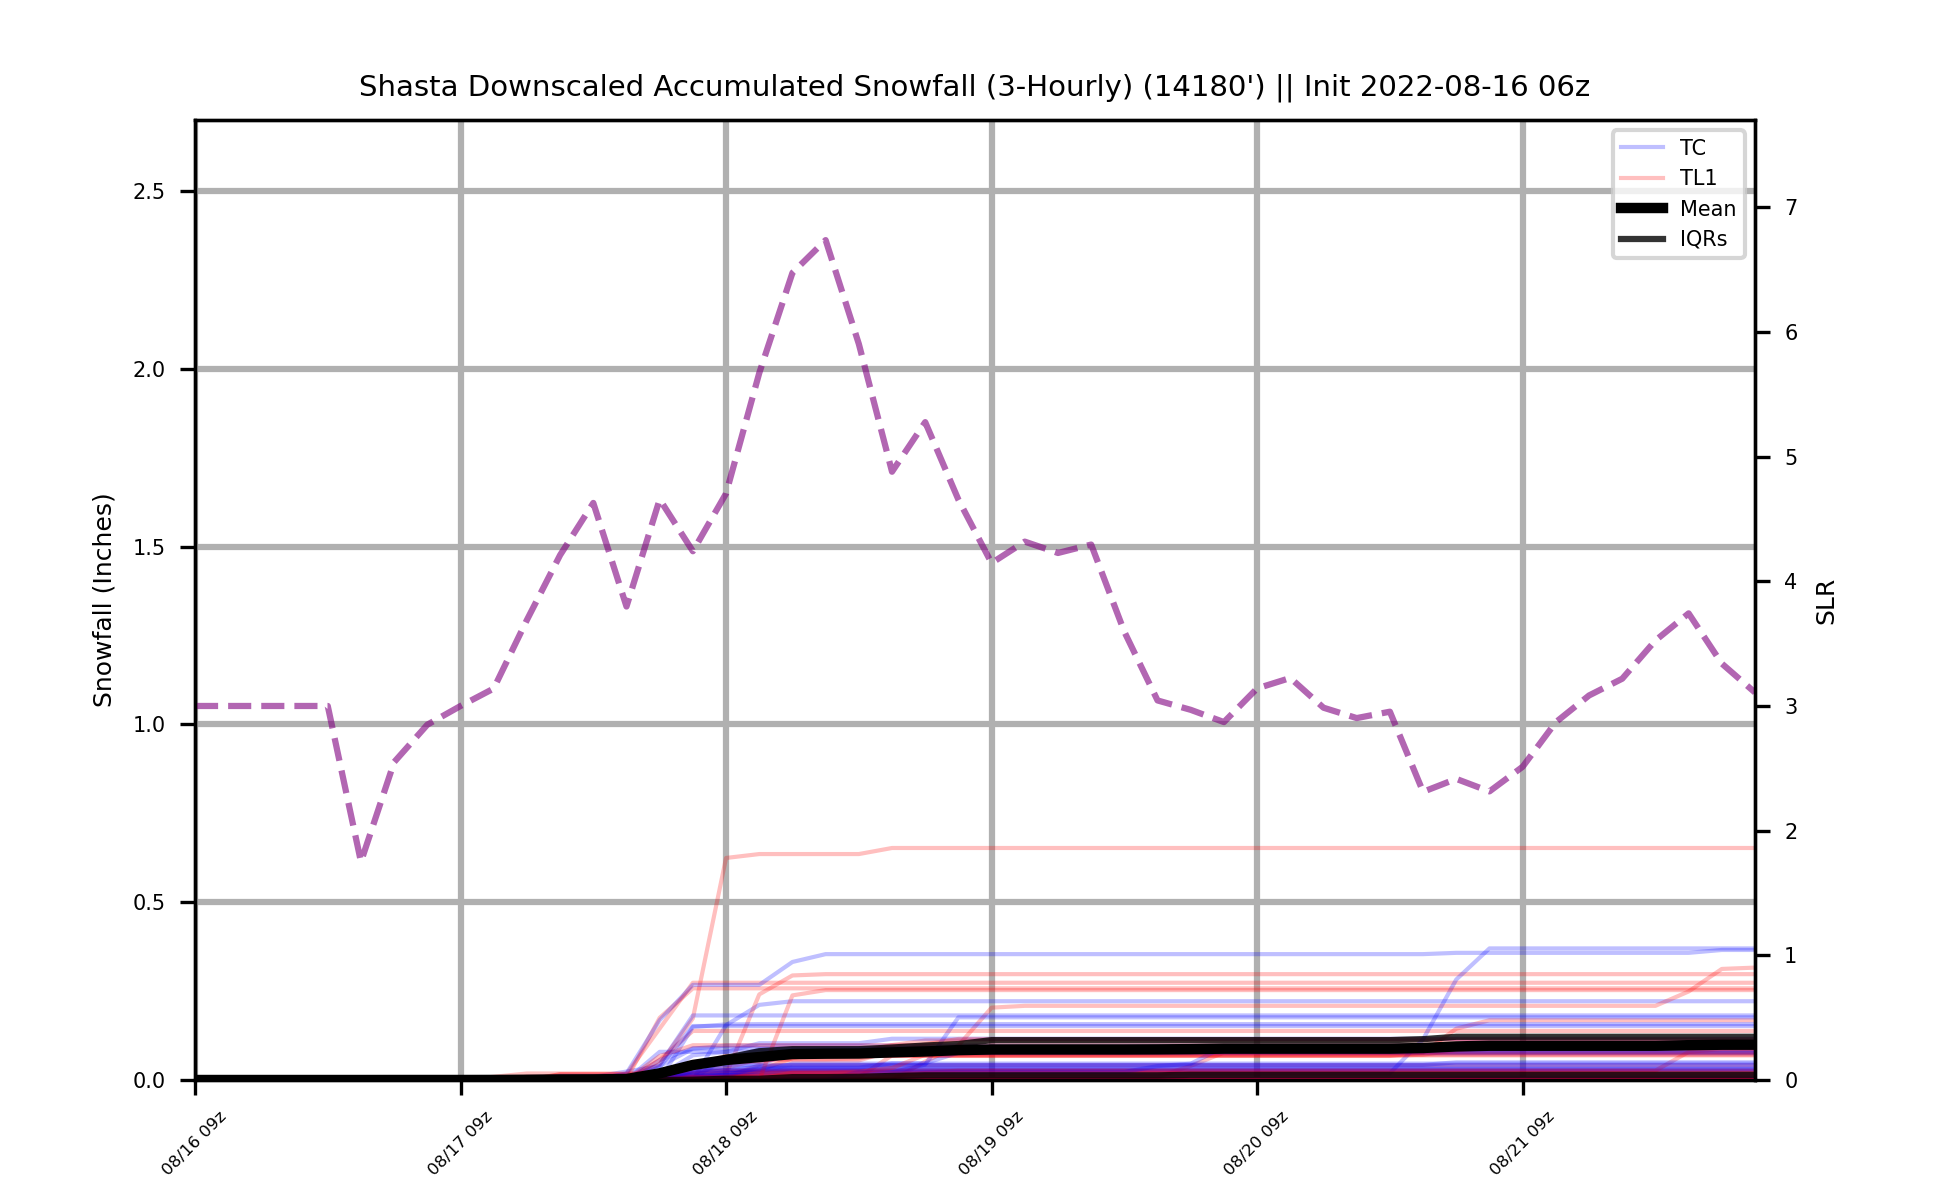 Shasta Downscaled Accumulated Snowfall (3-Hourly) (14180') || Init 2022-08-16 06z
TC
TL1
Mean
IQRs
Snowfall (Inches)
2.5
2.0
1.5
1.0
0.5
0.0
7
6
5
4
3
2
1
0
SLR
08/16 09z
08/17 09z
08/18 09z
08/19 09z
08/20 09z
08/21 09z